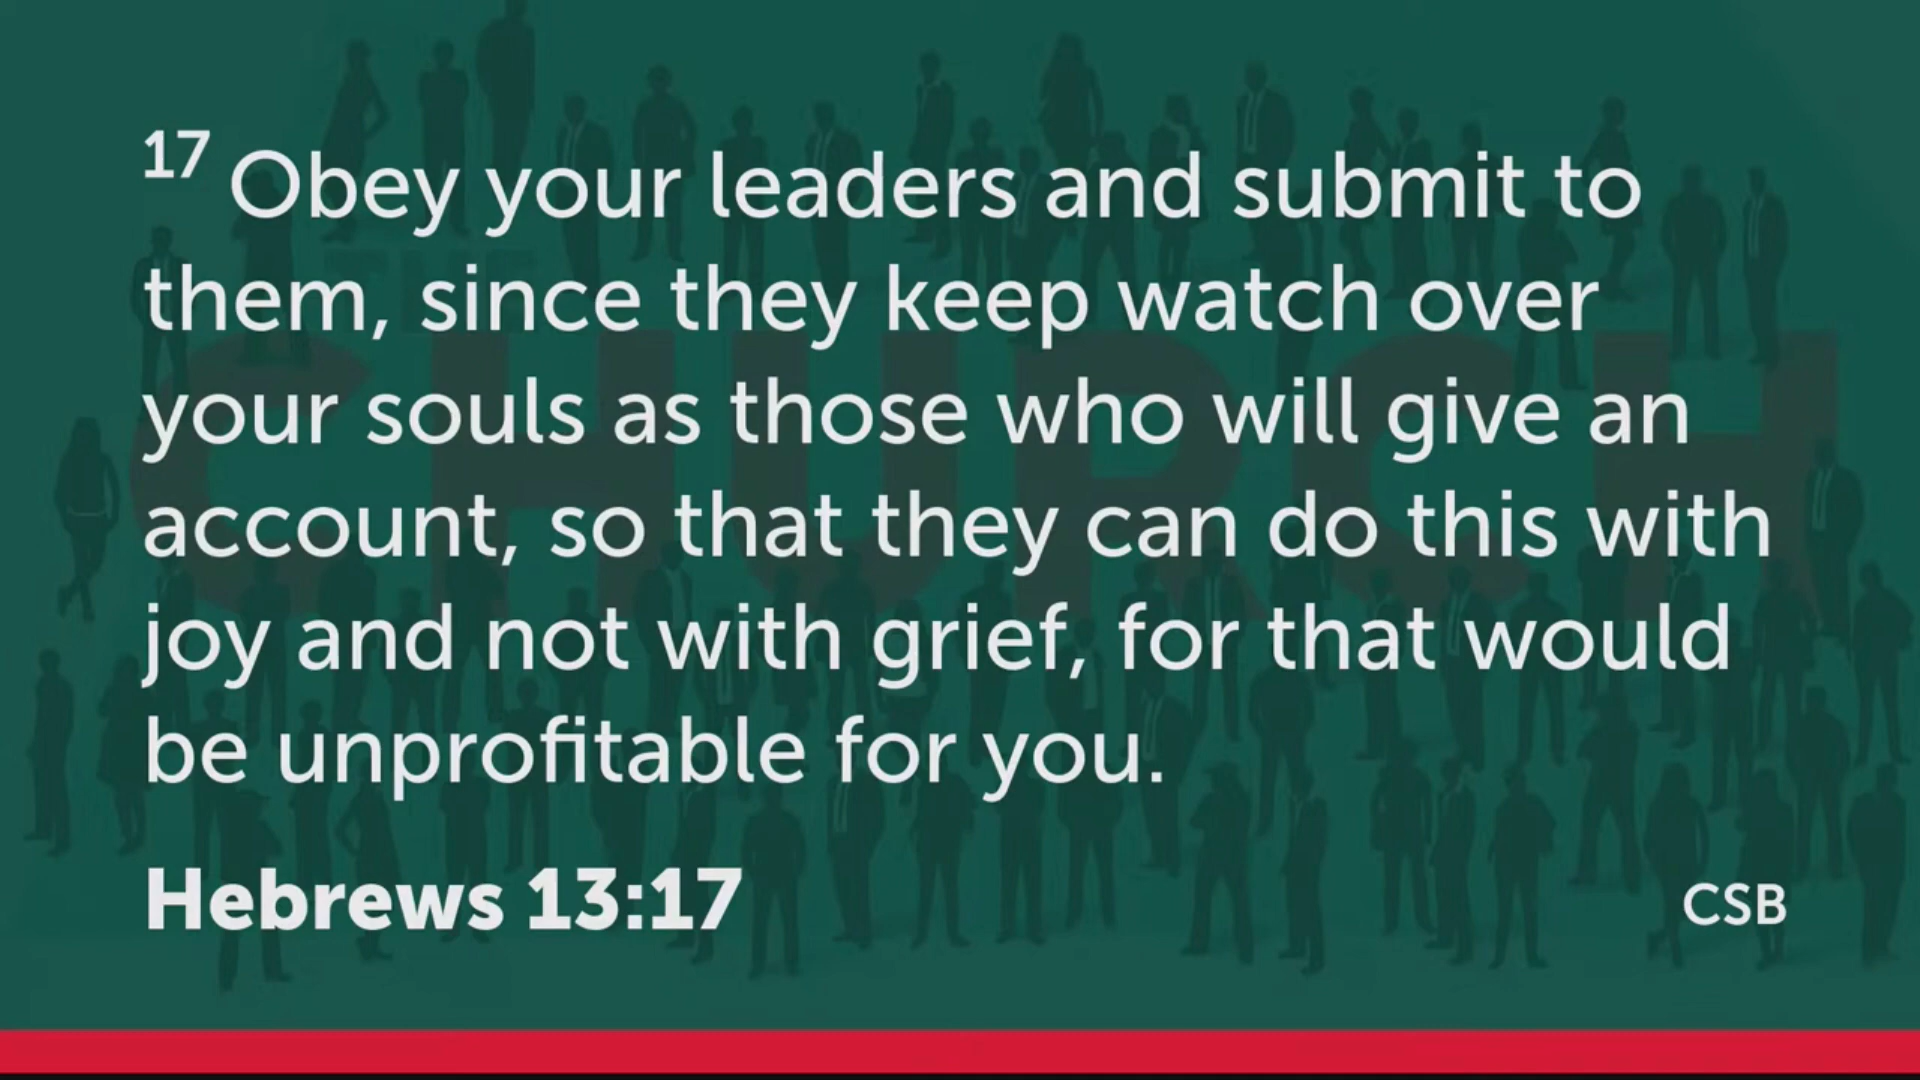 17 Obey your leaders and submit to
them, since they keep watch over
your souls as those who will give an
account, so that they can do this with
joy and not with grief, for that would
be unprofitable for you.
Hebrews 13:17
CSB
THE
CHURCH